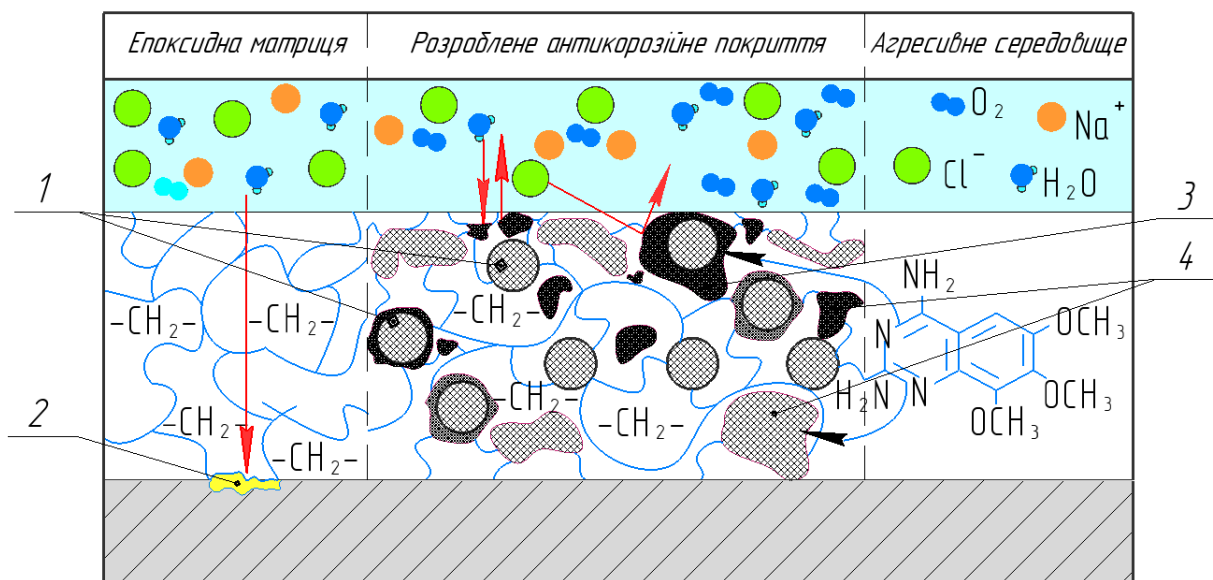 Епоксидна матриця
Розроблене антикорозійне покриття
Агресивне середовище
O₂
Na⁺
Cl⁻
H₂O
1
3
4
2
–CH₂–
–CH₂–
–CH₂–
–CH₂–
–CH₂–
–CH₂–
–CH₂–
NH₂
N
OCH₃
H₂N
N
OCH₃
OCH₃